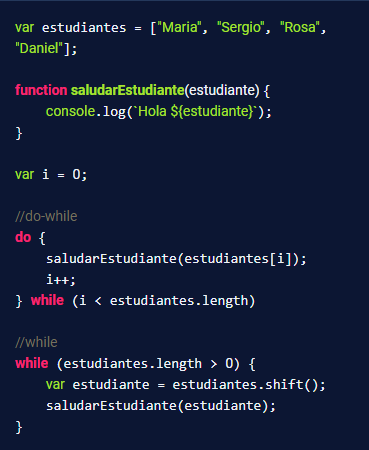 var estudiantes = ["Maria", "Sergio", "Rosa",
"Daniel"];
function saludarEstudiante(estudiante) {
console.log(`Hola ${estudiante}`);
}
var i = 0;
//do-while
do {
saludarEstudiante(estudiantes[i]);
i++;
} while (i < estudiantes.length)
//while
while (estudiantes.length > 0) {
var estudiante = estudiantes.shift();
saludarEstudiante(estudiante);
}